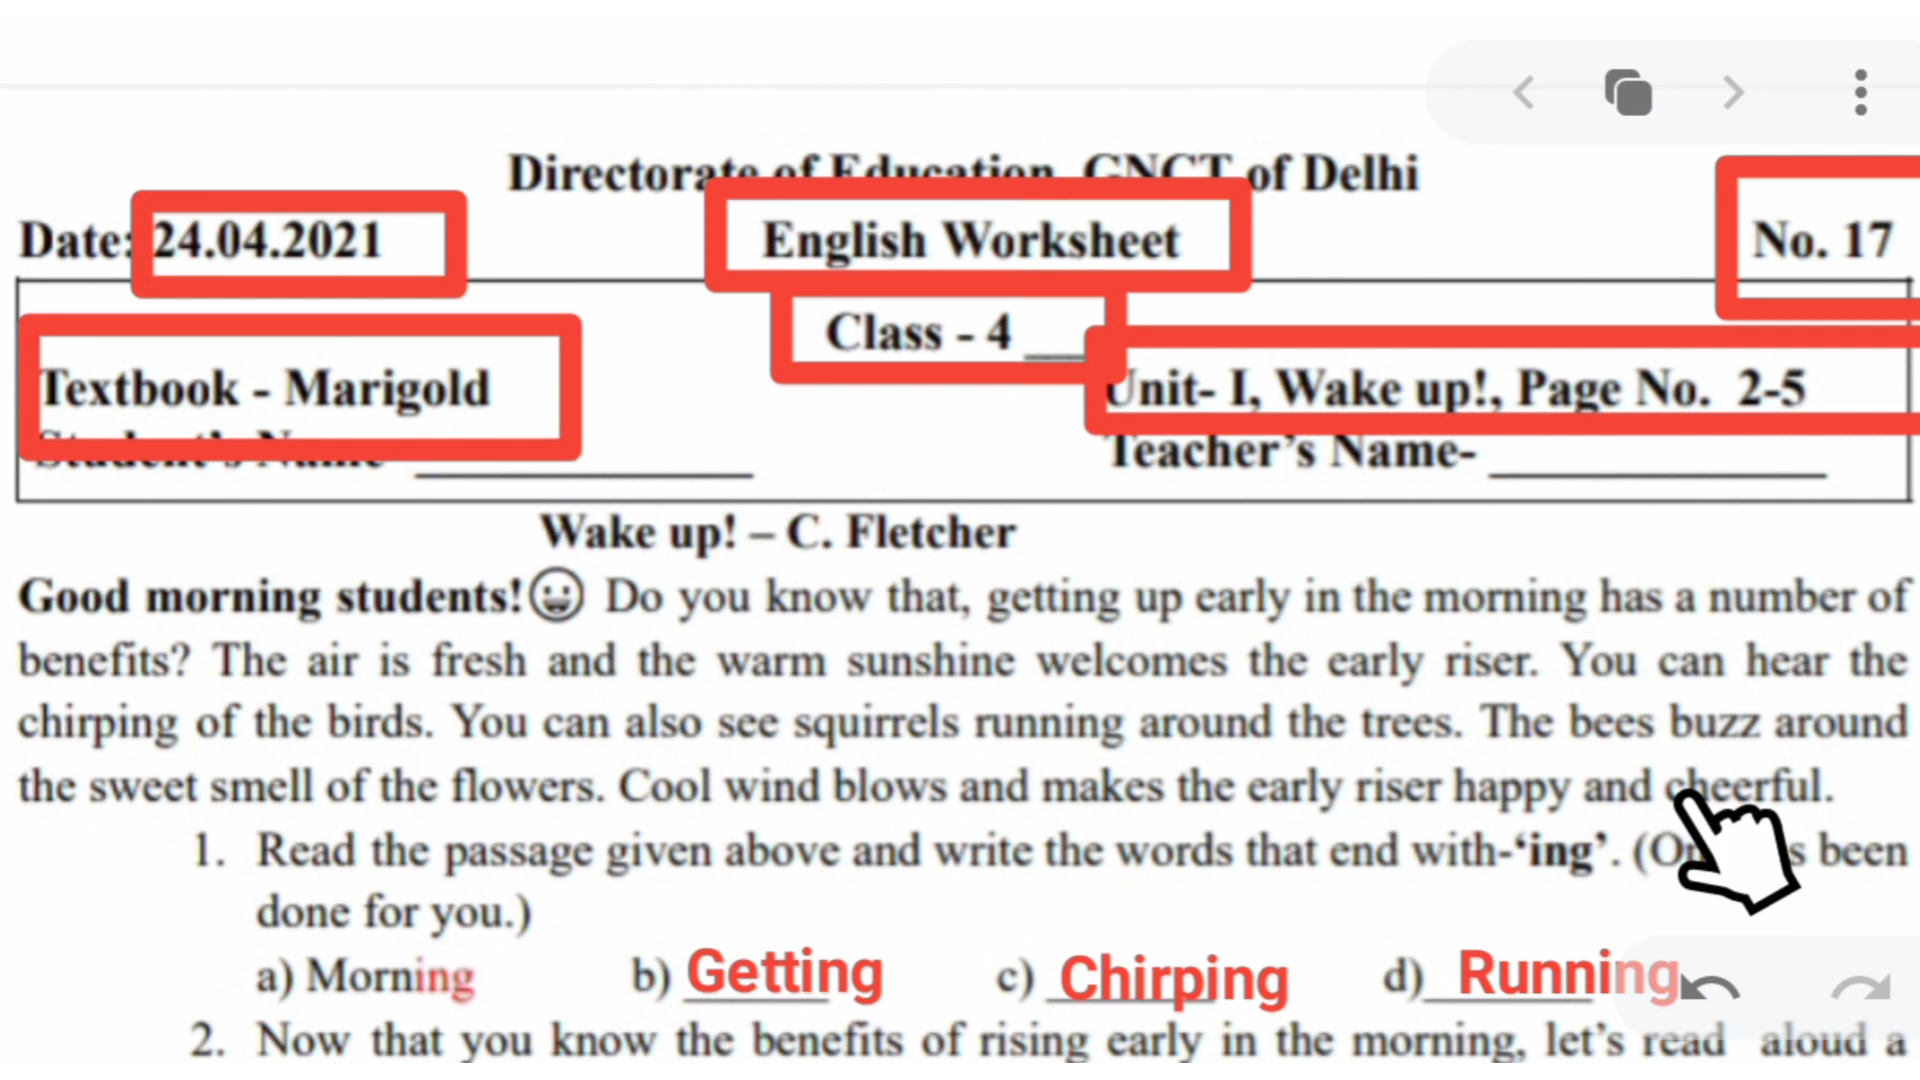 Directorate of Education, GNCT of Delhi
Date: 24.04.2021 English Worksheet No. 17
Class - 4 ___
Textbook - Marigold Unit- I, Wake up!, Page No. 2-5
Student's Name ____________ Teacher's Name- ____________
Wake up! – C. Fletcher
Good morning students!😀 Do you know that, getting up early in the morning has a number of
benefits? The air is fresh and the warm sunshine welcomes the early riser. You can hear the
chirping of the birds. You can also see squirrels running around the trees. The bees buzz around
the sweet smell of the flowers. Cool wind blows and makes the early riser happy and cheerful.
1. Read the passage given above and write the words that end with-‘ing’. (On s been
done for you.)
a) Morning b) Getting c) Chirping d) Running
2. Now that you know the benefits of rising early in the morning, let’s read aloud a